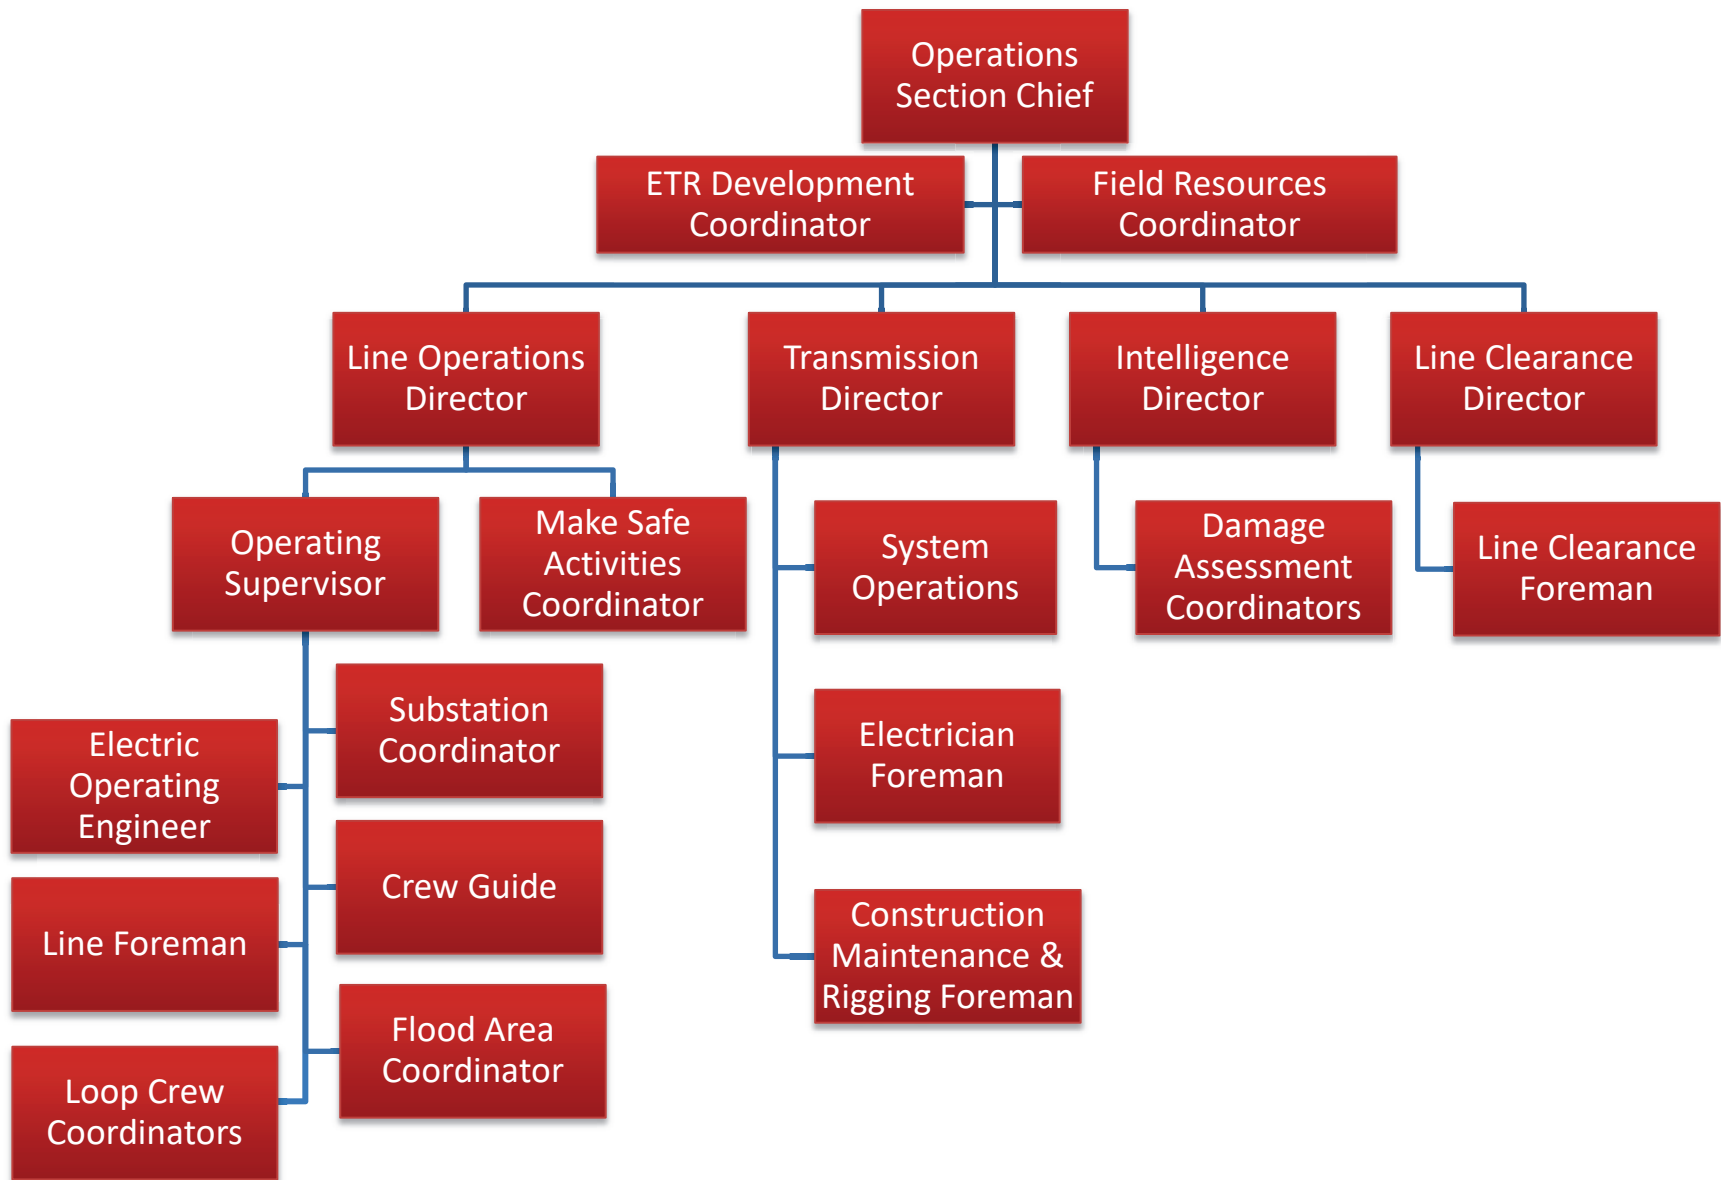 Operations
Section Chief
ETR Development
Coordinator
Field Resources
Coordinator
Line Operations
Director
Transmission
Director
Intelligence
Director
Line Clearance
Director
Operating
Supervisor
Make Safe
Activities
Coordinator
System
Operations
Damage
Assessment
Coordinators
Line Clearance
Foreman
Substation
Coordinator
Electric
Operating
Engineer
Electrician
Foreman
Crew Guide
Line Foreman
Construction
Maintenance &
Rigging Foreman
Flood Area
Coordinator
Loop Crew
Coordinators